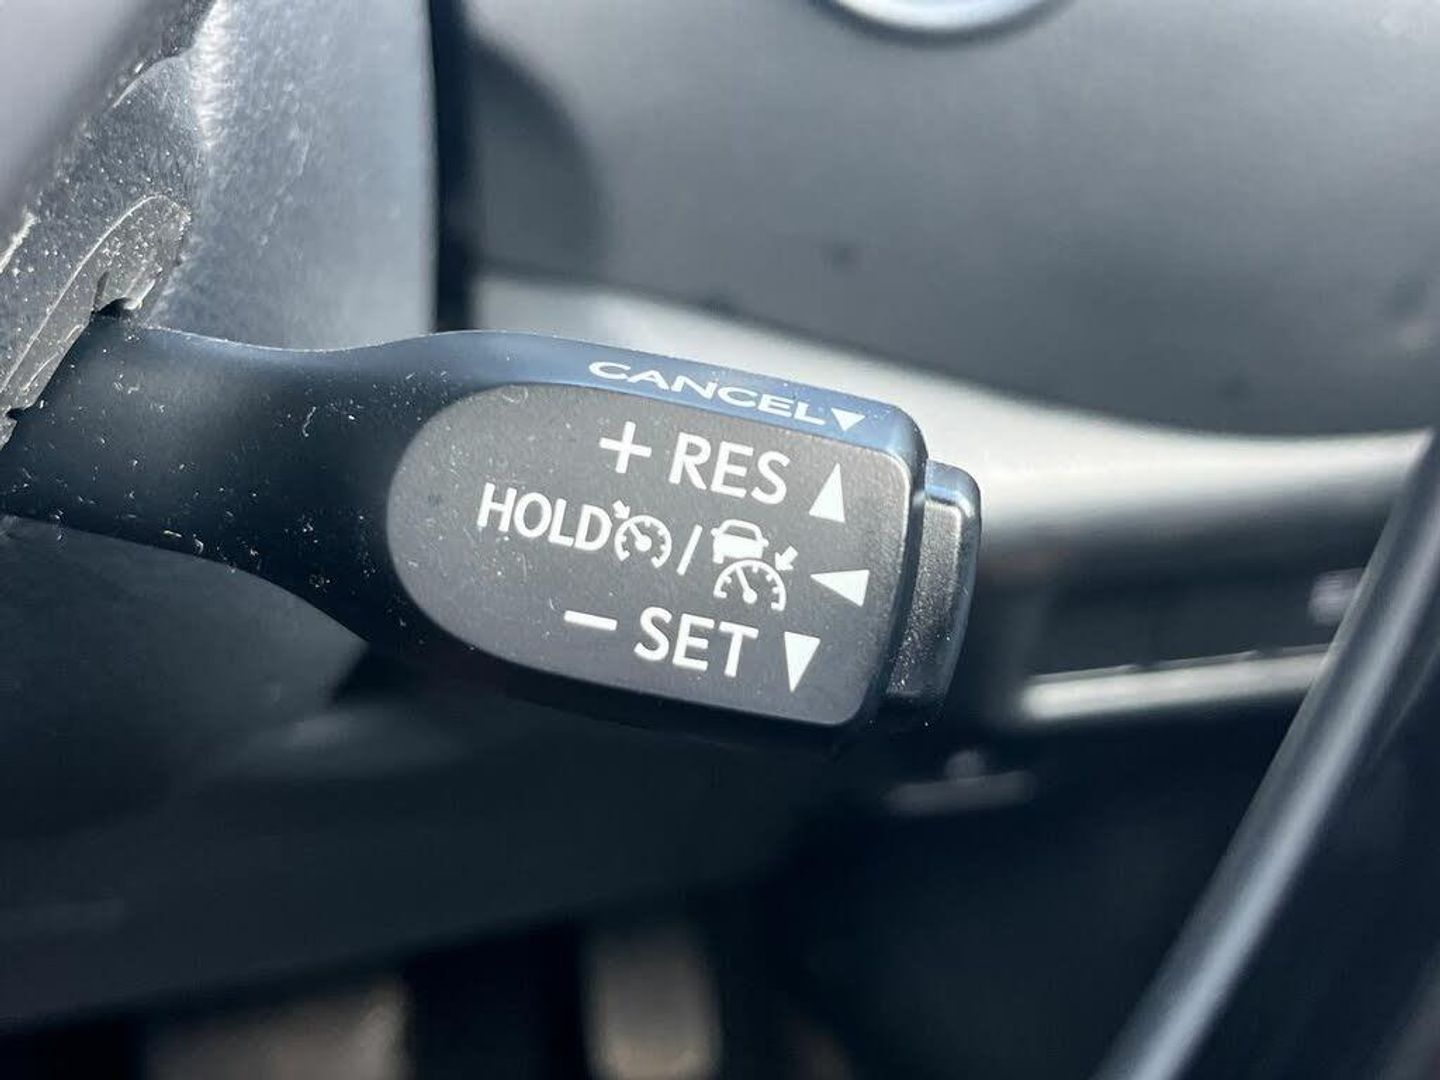 CANCEL▼
+ RES ▲
HOLD / ◀
− SET ▼